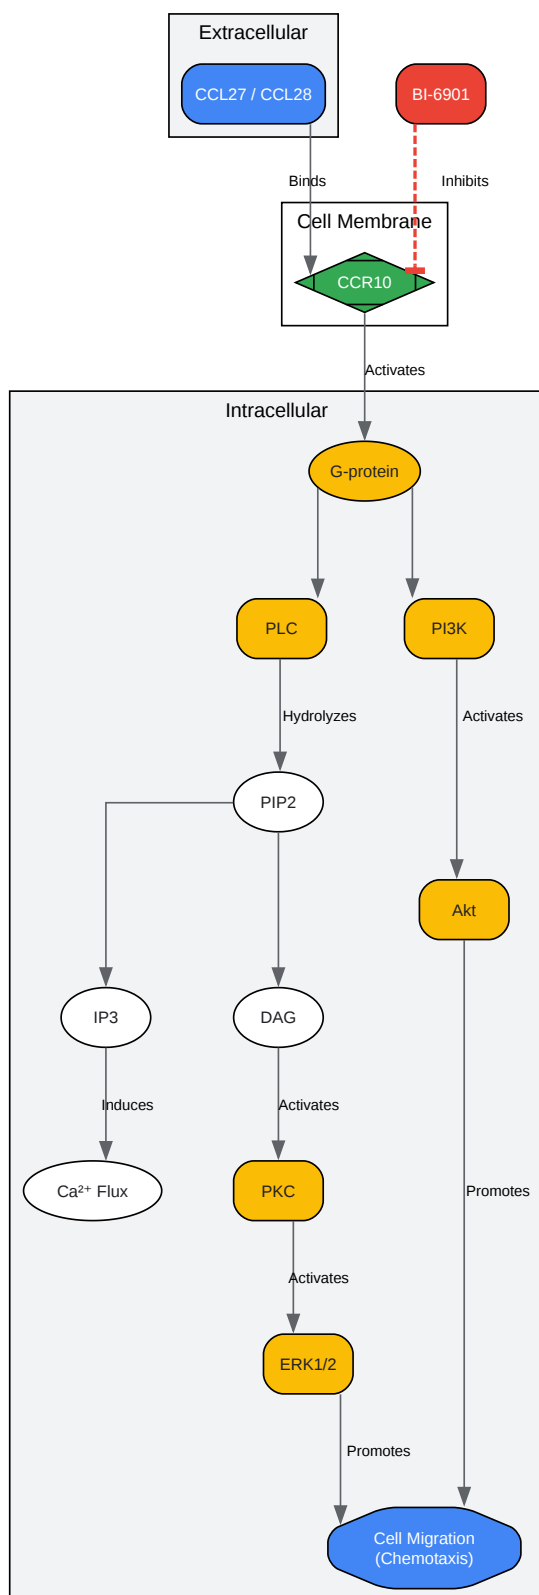 Extracellular
CCL27 / CCL28
BI-6901
Binds
Inhibits
Cell Membrane
CCR10
Activates
Intracellular
G-protein
PLC
PI3K
Hydrolyzes
Activates
PIP2
Akt
IP3
DAG
Induces
Activates
Ca²⁺ Flux
PKC
Promotes
Activates
ERK1/2
Promotes
Cell Migration
(Chemotaxis)